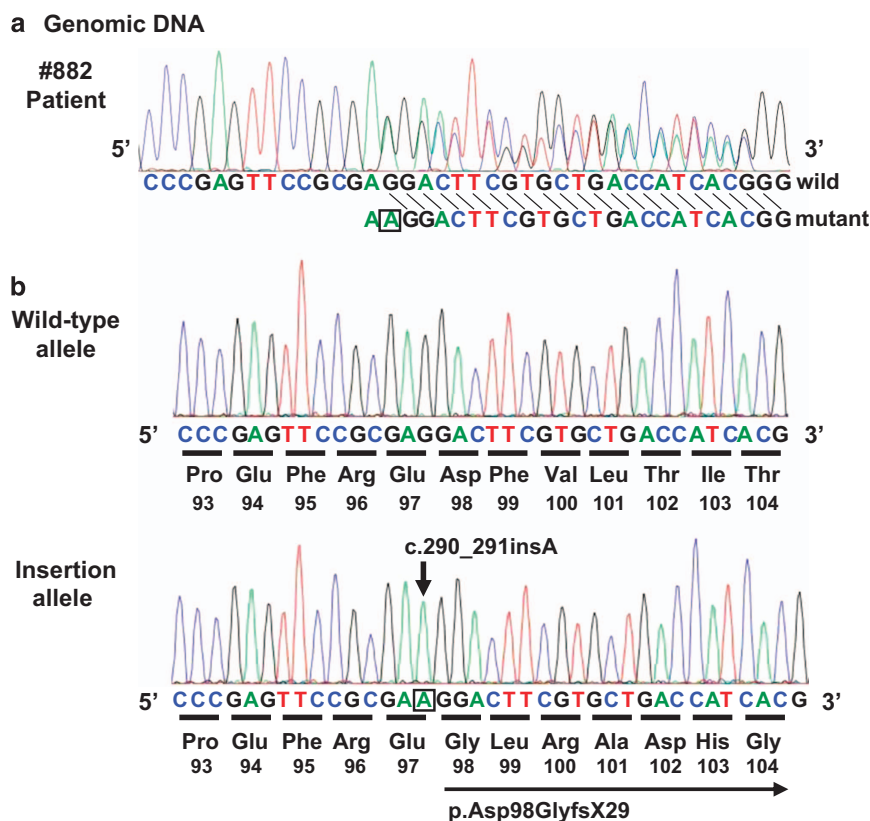 a Genomic DNA
#882
Patient
5' 3'
CCCGAGTTCCGCGAGGACTTCGTGCTGACCATCACGGG wild
AAGGACTTCGTGCTGACCATCACGG mutant
b
Wild-type
allele
5' CCCGAGTTCCGCGAGGACTTCGTGCTGACCATCACG 3'
Pro Glu Phe Arg Glu Asp Phe Val Leu Thr Ile Thr
93 94 95 96 97 98 99 100 101 102 103 104
c.290_291insA
Insertion
allele
5' CCCGAGTTCCGCGAAGGACTTCGTGCTGACCATCACG 3'
Pro Glu Phe Arg Glu Gly Leu Arg Ala Asp His Gly
93 94 95 96 97 98 99 100 101 102 103 104
p.Asp98GlyfsX29